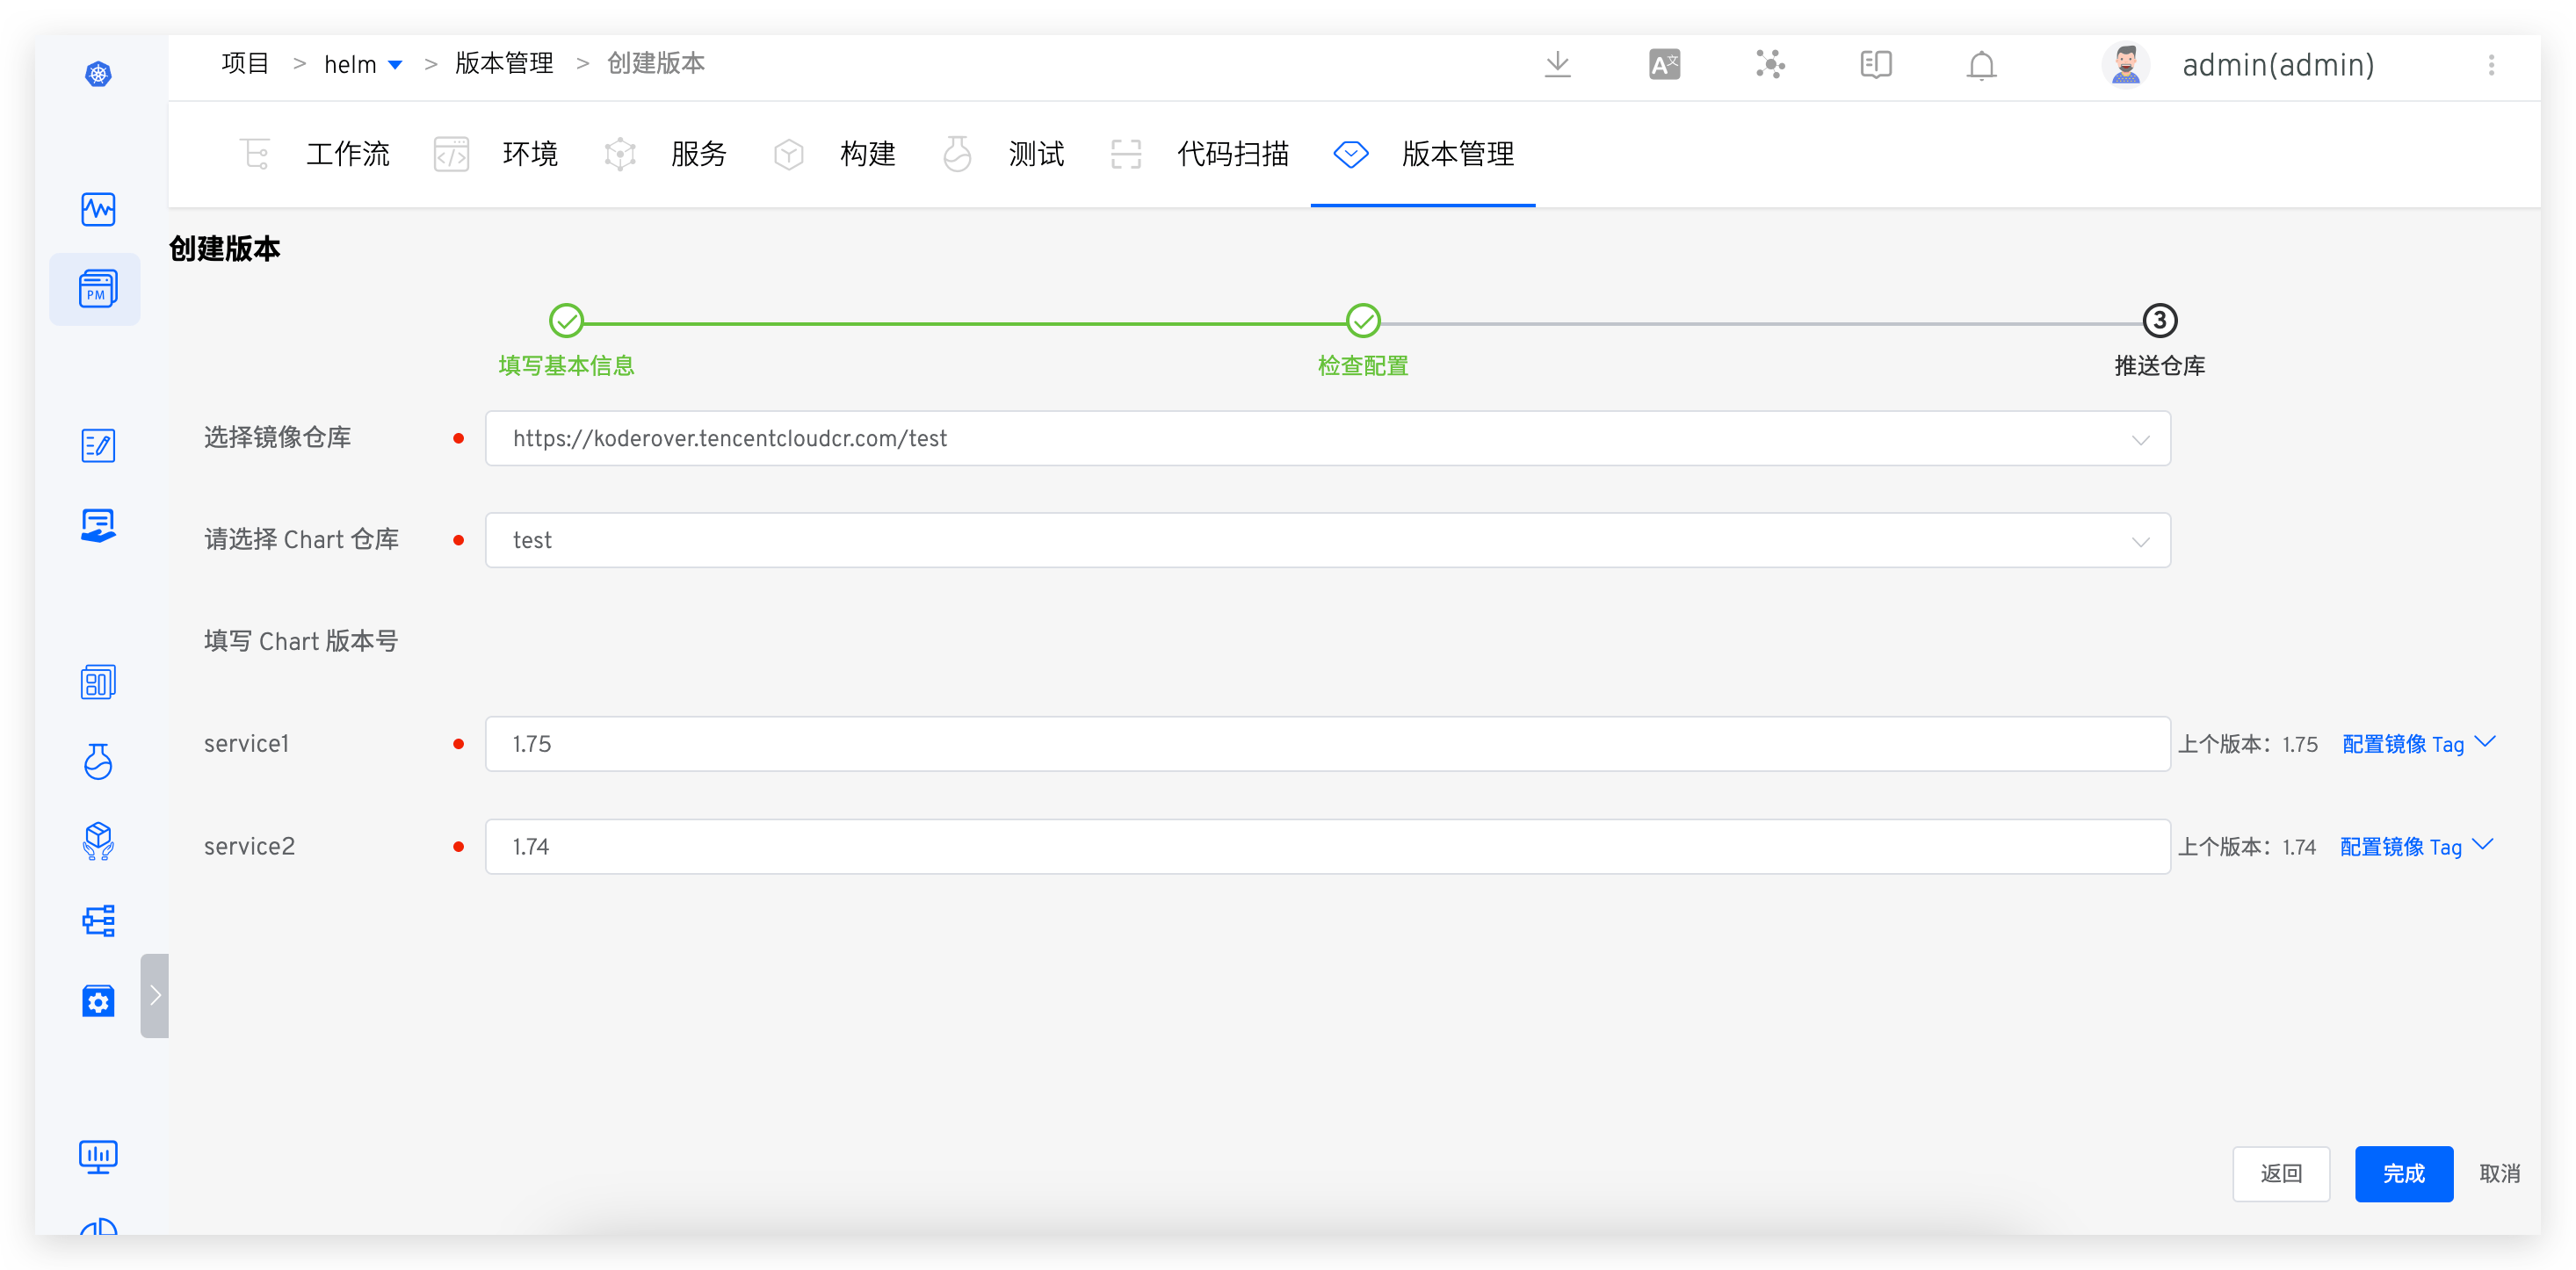 项目 > helm > 版本管理 > 创建版本
A文
admin(admin)
工作流 环境 服务 构建 测试 代码扫描 版本管理
PM
创建版本
3
填写基本信息 检查配置 推送仓库
选择镜像仓库 https://koderover.tencentcloudcr.com/test
请选择 Chart 仓库 test
填写 Chart 版本号
service1 1.75 上个版本：1.75 配置镜像 Tag
service2 1.74 上个版本：1.74 配置镜像 Tag
返回 完成 取消